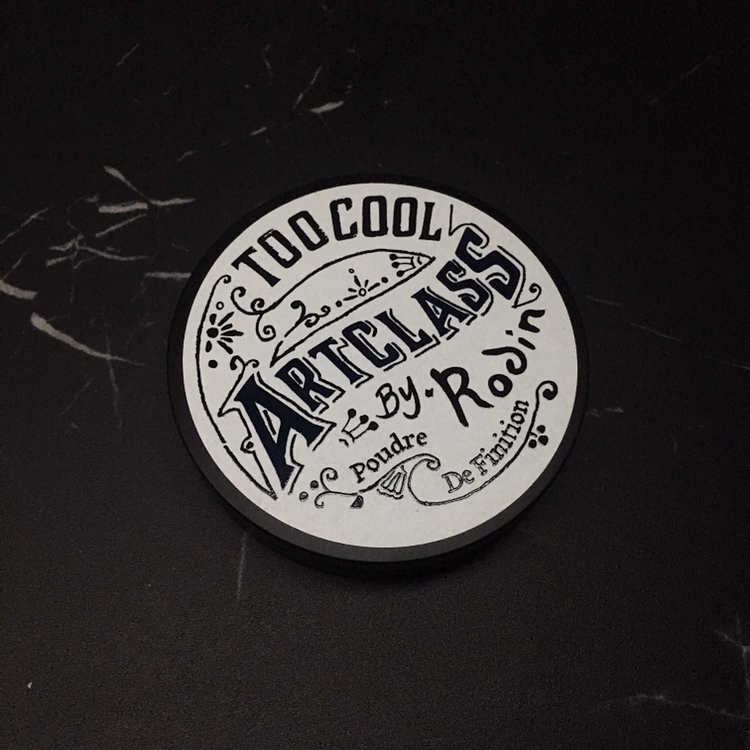 TOO COOL
ARTCLASS
By. Rodin
Poudre
De Finition